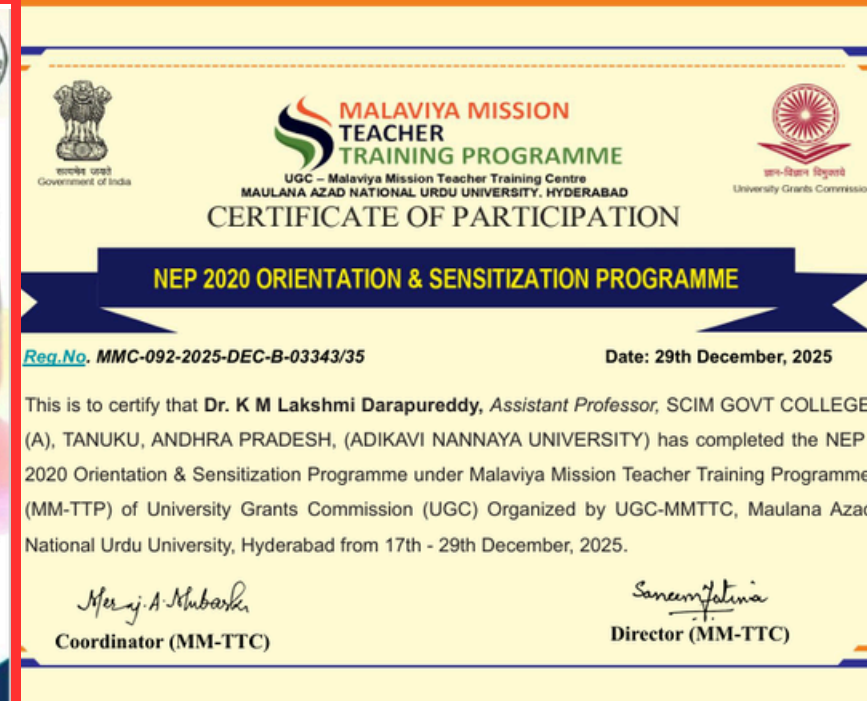 MALAVIYA MISSION
TEACHER
TRAINING PROGRAMME
सत्यमेव जयते
Government of India
UGC – Malaviya Mission Teacher Training Centre
MAULANA AZAD NATIONAL URDU UNIVERSITY, HYDERABAD
ज्ञान-विज्ञान विमुक्तये
University Grants Commissio
CERTIFICATE OF PARTICIPATION
NEP 2020 ORIENTATION & SENSITIZATION PROGRAMME
Reg.No. MMC-092-2025-DEC-B-03343/35
Date: 29th December, 2025
This is to certify that Dr. K M Lakshmi Darapureddy, Assistant Professor, SCIM GOVT COLLEGE
(A), TANUKU, ANDHRA PRADESH, (ADIKAVI NANNAYA UNIVERSITY) has completed the NEP
2020 Orientation & Sensitization Programme under Malaviya Mission Teacher Training Programme
(MM-TTP) of University Grants Commission (UGC) Organized by UGC-MMTTC, Maulana Azad
National Urdu University, Hyderabad from 17th - 29th December, 2025.
Coordinator (MM-TTC)
Director (MM-TTC)